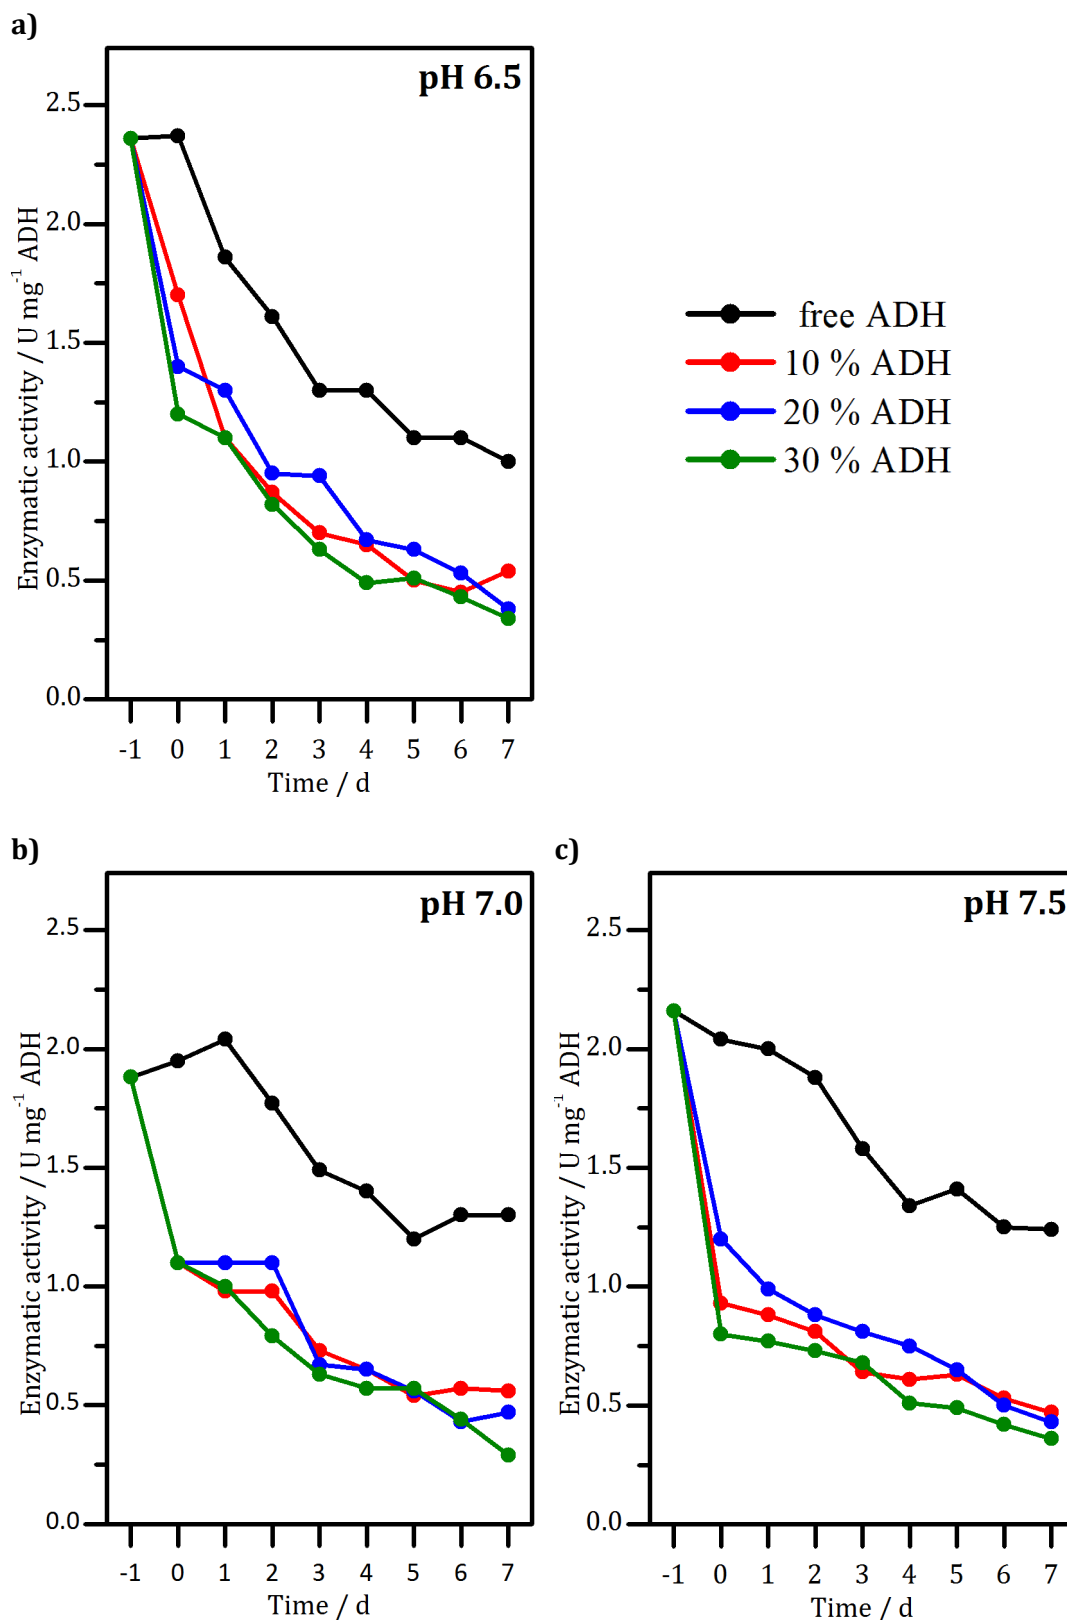 a)
pH 6.5
2.5
2.0
1.5
1.0
0.5
0.0
Enzymatic activity / U mg⁻¹ ADH
-1 0 1 2 3 4 5 6 7
Time / d
free ADH
10 % ADH
20 % ADH
30 % ADH
b)
pH 7.0
2.5
2.0
1.5
1.0
0.5
0.0
Enzymatic activity / U mg⁻¹ ADH
-1 0 1 2 3 4 5 6 7
Time / d
c)
pH 7.5
2.5
2.0
1.5
1.0
0.5
0.0
Enzymatic activity / U mg⁻¹ ADH
-1 0 1 2 3 4 5 6 7
Time / d